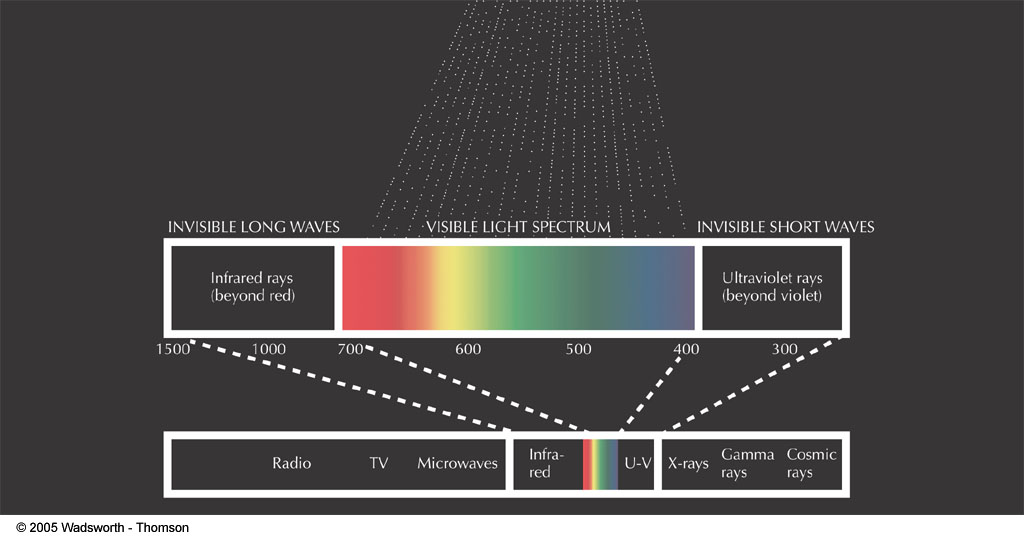 INVISIBLE LONG WAVES VISIBLE LIGHT SPECTRUM INVISIBLE SHORT WAVES
Infrared rays
(beyond red)
Ultraviolet rays
(beyond violet)
1500 1000 700 600 500 400 300
Radio TV Microwaves
Infra-
red
U-V
X-rays
Gamma
rays
Cosmic
rays
© 2005 Wadsworth - Thomson